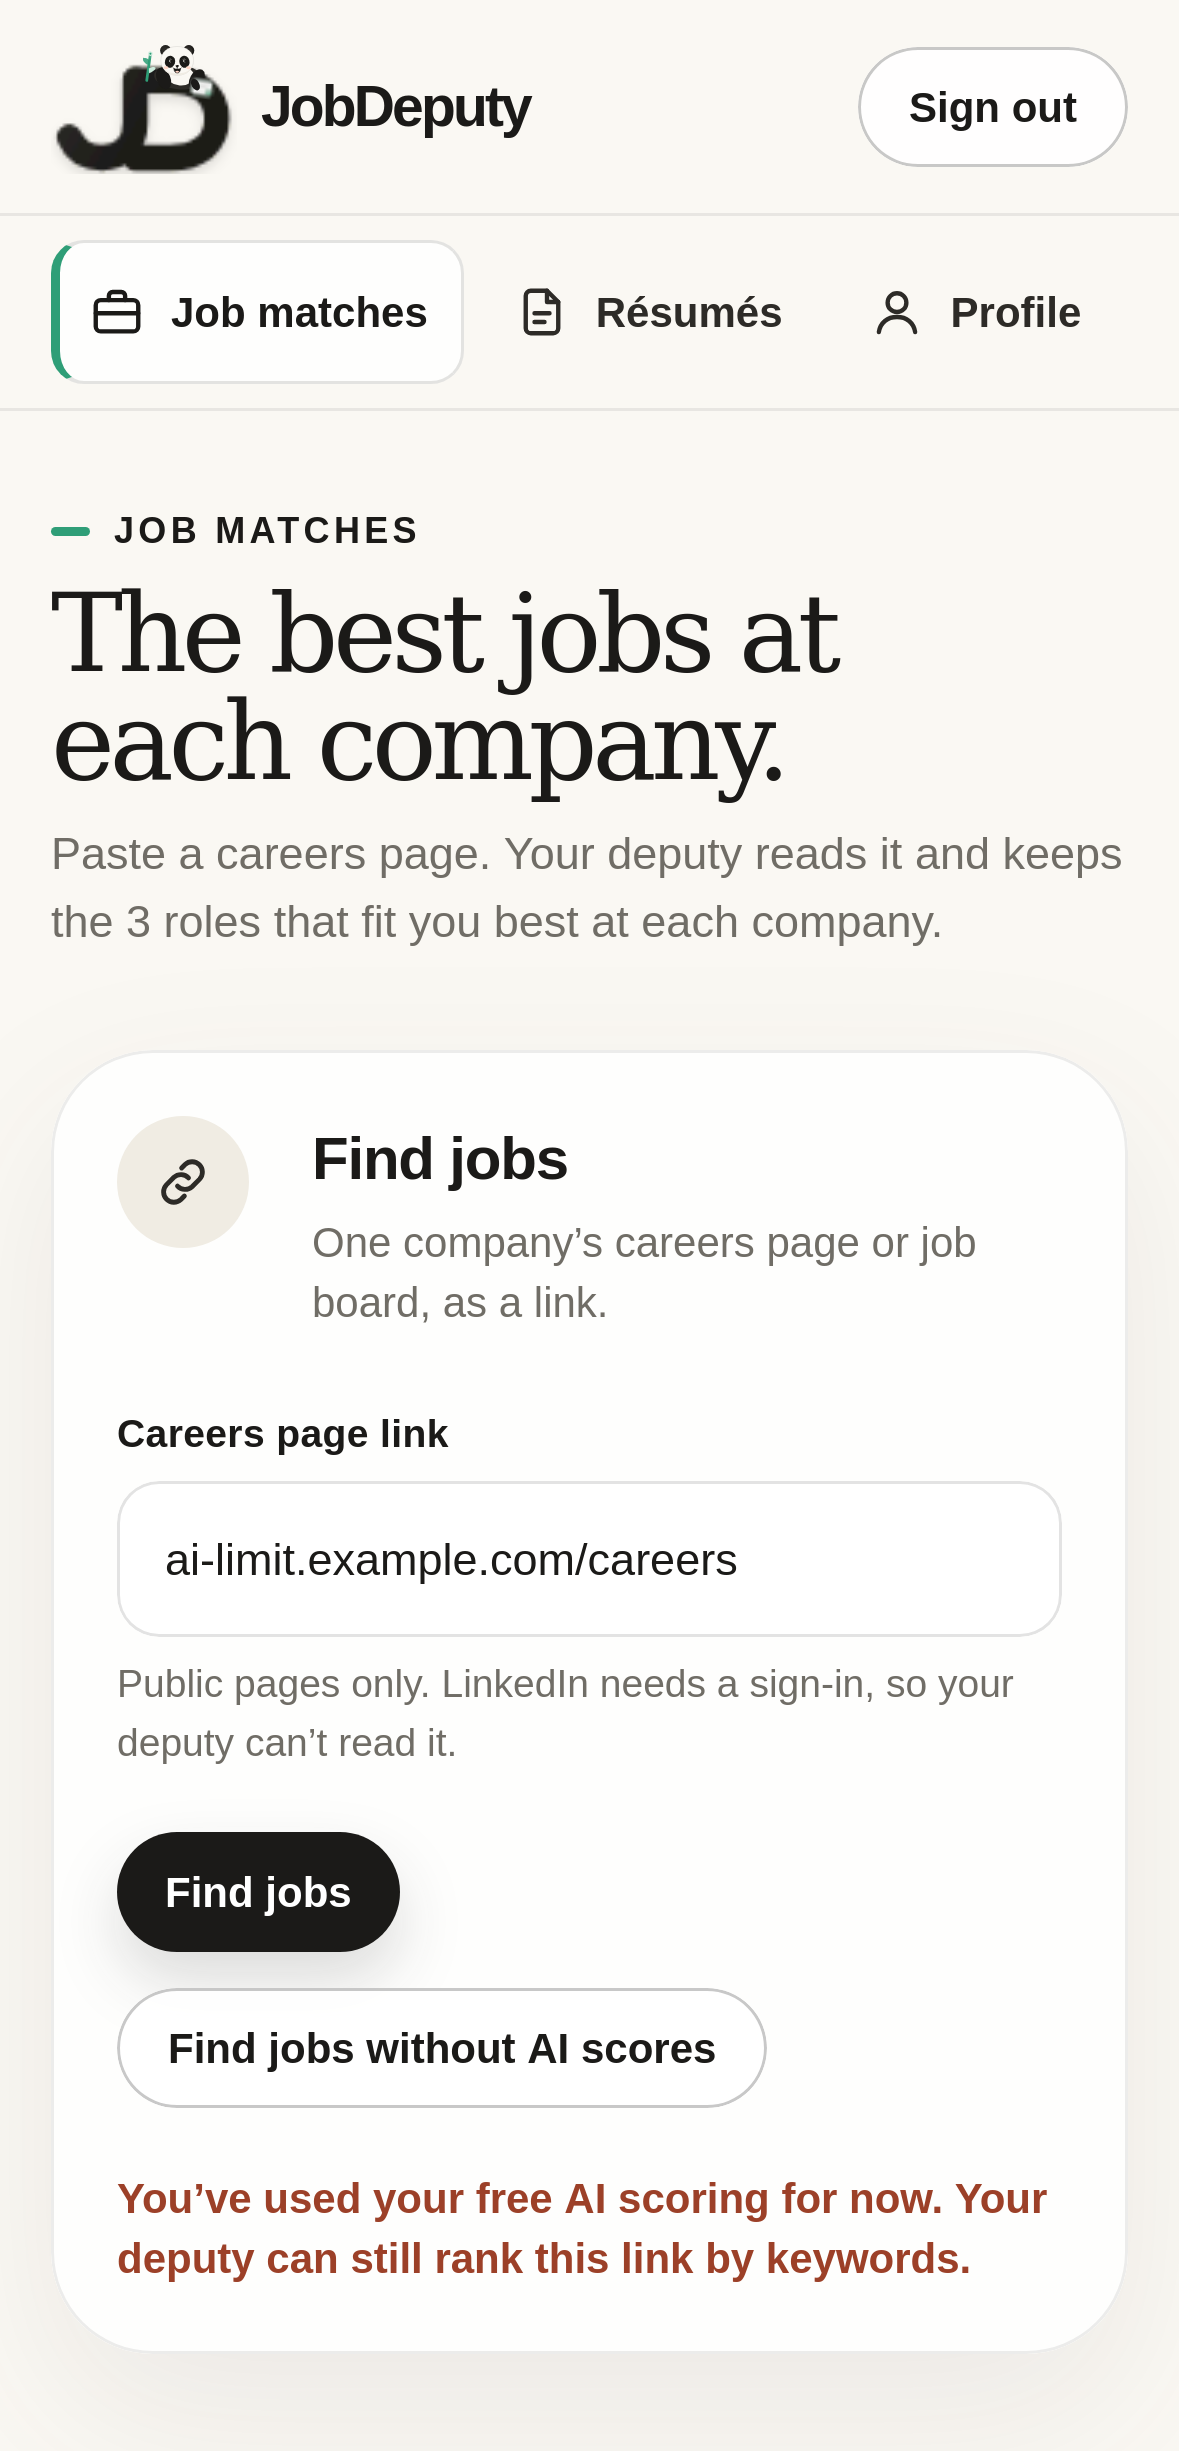 JD
JobDeputy
Sign out
Job matches
Résumés
Profile
JOB MATCHES
The best jobs at
each company.
Paste a careers page. Your deputy reads it and keeps
the 3 roles that fit you best at each company.
Find jobs
One company’s careers page or job
board, as a link.
Careers page link
ai-limit.example.com/careers
Public pages only. LinkedIn needs a sign-in, so your
deputy can’t read it.
Find jobs
Find jobs without AI scores
You’ve used your free AI scoring for now. Your
deputy can still rank this link by keywords.